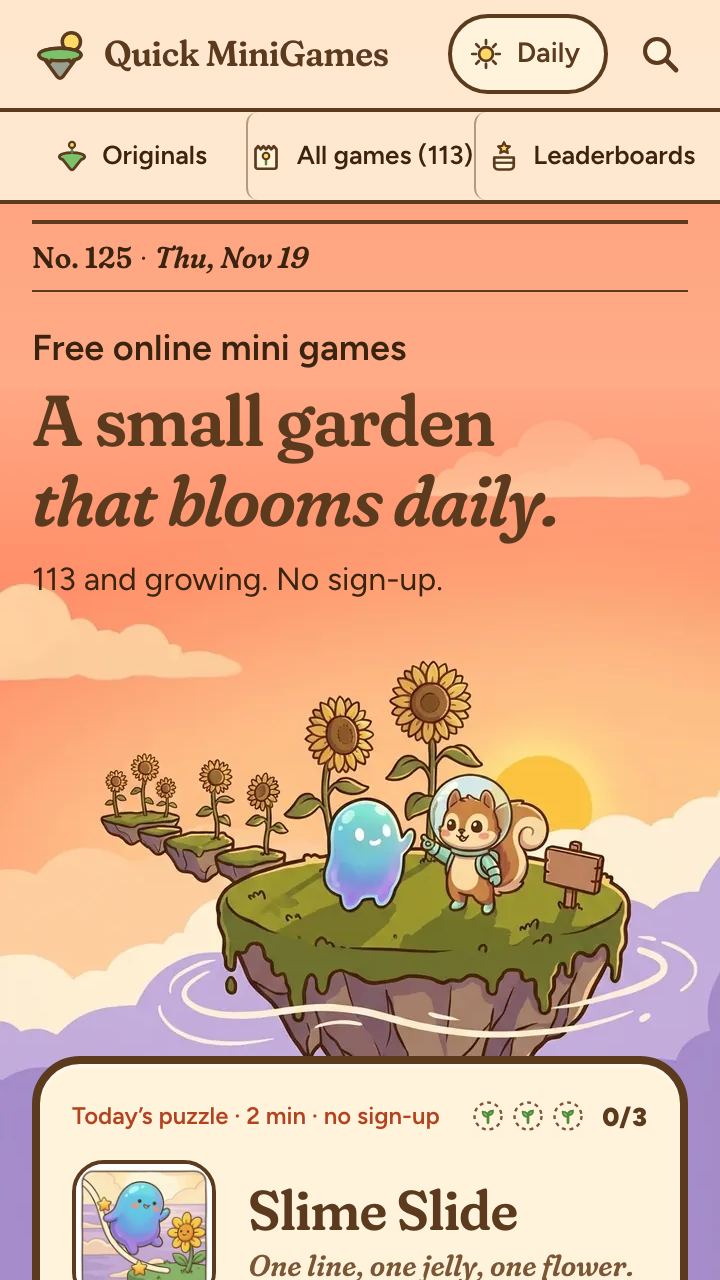 Quick MiniGames
Daily
Originals
All games (113)
Leaderboards
No. 125 · Thu, Nov 19
Free online mini games
A small garden
that blooms daily.
113 and growing. No sign-up.
Today’s puzzle · 2 min · no sign-up
0/3
Slime Slide
One line, one jelly, one flower.